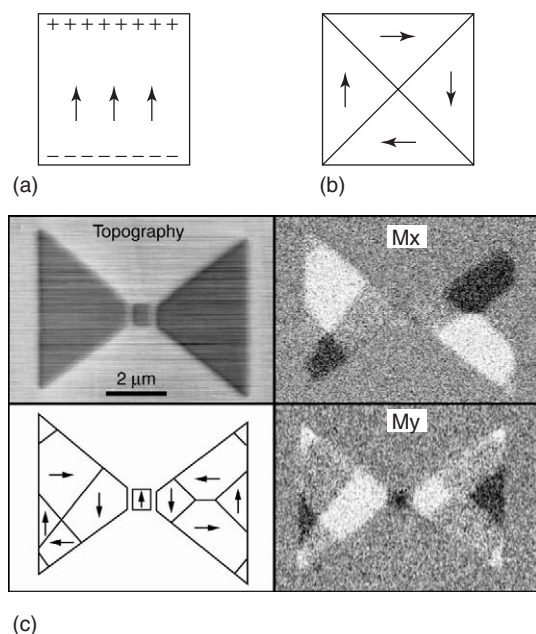 + + + + + + +
− − − − − − −
(a)
(b)
Topography
2 μm
Mx
My
(c)